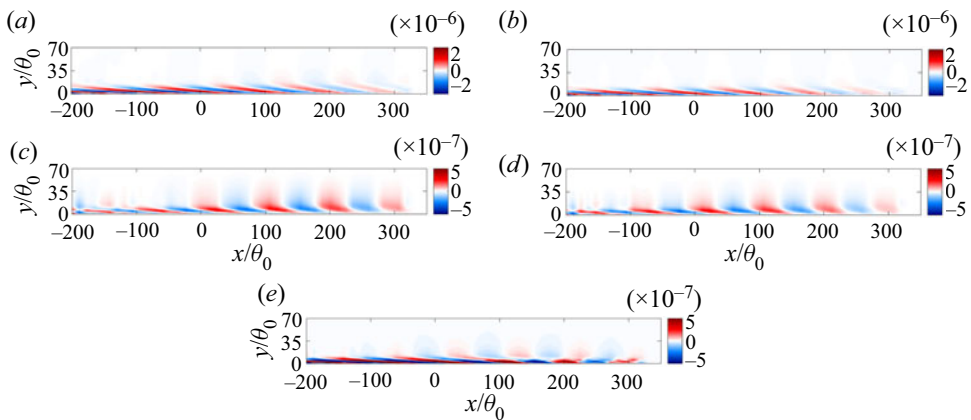 (a) (×10⁻⁶) (b) (×10⁻⁶)
y/θ₀ 70 35 0 2 0 –2 70 35 0 2 0 –2
–200 –100 0 100 200 300 –200 –100 0 100 200 300
(c) (×10⁻⁷) (d) (×10⁻⁷)
y/θ₀ 70 35 0 5 0 –5 70 35 0 5 0 –5
–200 –100 0 100 200 300 –200 –100 0 100 200 300
x/θ₀ x/θ₀
(e) (×10⁻⁷)
y/θ₀ 70 35 0 5 0 –5
–200 –100 0 100 200 300
x/θ₀